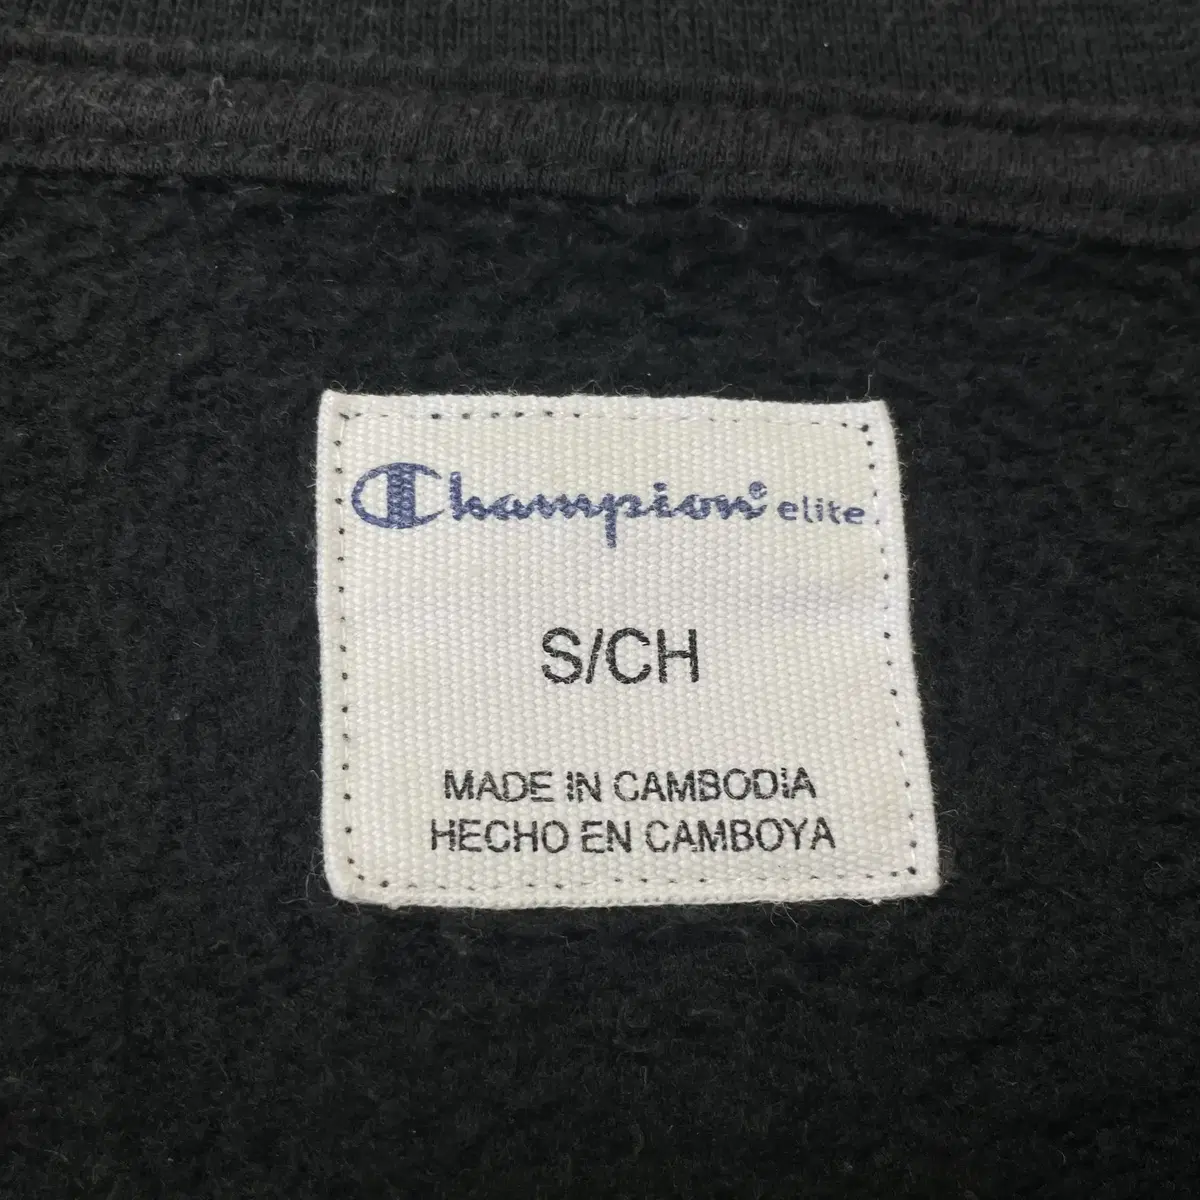 Champion® elite.
S/CH
MADE IN CAMBODIA
HECHO EN CAMBOYA